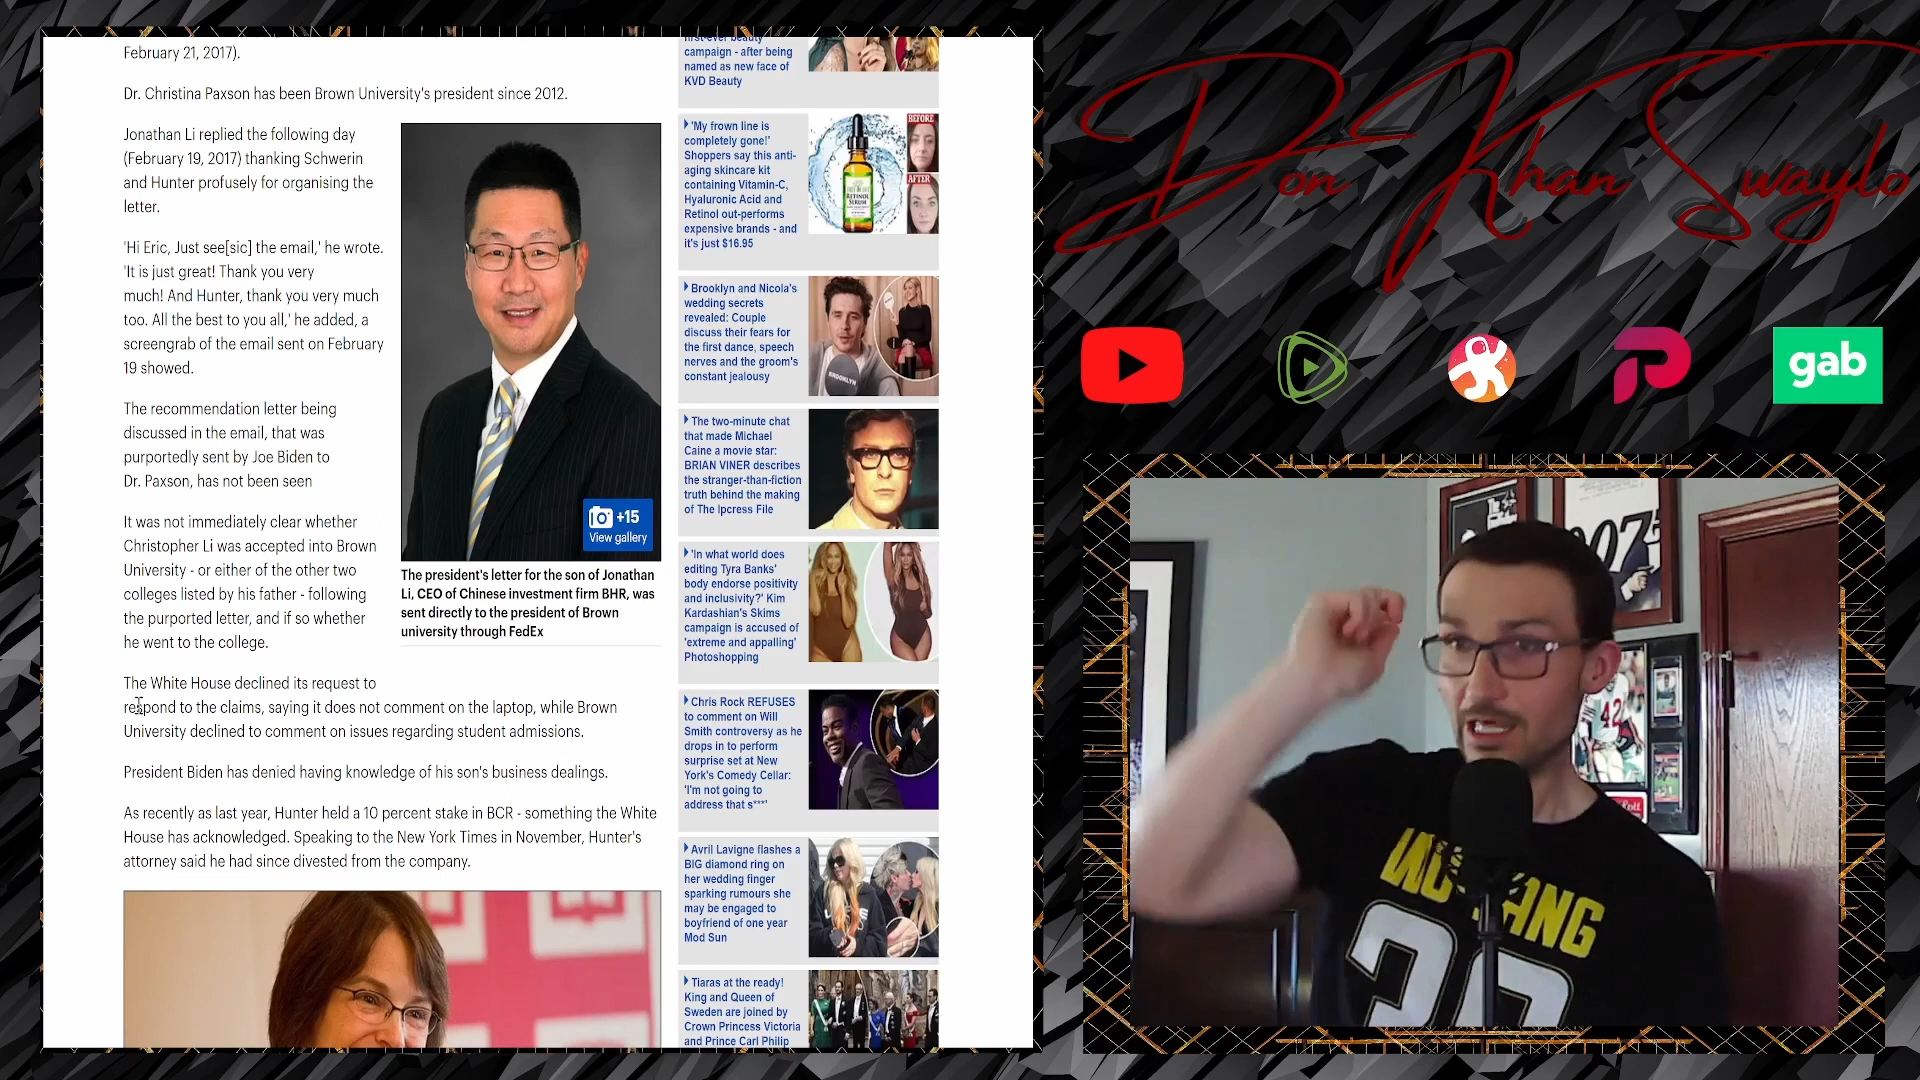 February 21, 2017).
Dr. Christina Paxson has been Brown University's president since 2012.
Jonathan Li replied the following day
(February 19, 2017) thanking Schwerin
and Hunter profusely for organising the
letter.
'Hi Eric, Just see[sic] the email,' he wrote.
'It is just great! Thank you very
much! And Hunter, thank you very much
too. All the best to you all,' he added, a
screengrab of the email sent on February
19 showed.
The recommendation letter being
discussed in the email, that was
purportedly sent by Joe Biden to
Dr. Paxson, has not been seen
It was not immediately clear whether
Christopher Li was accepted into Brown
University - or either of the other two
colleges listed by his father - following
the purported letter, and if so whether
he went to the college.
+15
View gallery
The president's letter for the son of Jonathan
Li, CEO of Chinese investment firm BHR, was
sent directly to the president of Brown
university through FedEx
The White House declined its request to
respond to the claims, saying it does not comment on the laptop, while Brown
University declined to comment on issues regarding student admissions.
President Biden has denied having knowledge of his son's business dealings.
As recently as last year, Hunter held a 10 percent stake in BCR - something the White
House has acknowledged. Speaking to the New York Times in November, Hunter's
attorney said he had since divested from the company.
first-ever beauty
campaign - after being
named as new face of
KVD Beauty
'My frown line is
completely gone!'
Shoppers say this anti-
aging skincare kit
containing Vitamin-C,
Hyaluronic Acid and
Retinol out-performs
expensive brands - and
it's just $16.95
BEFORE
AFTER
RETINOL
SERUM
Brooklyn and Nicola's
wedding secrets
revealed: Couple
discuss their fears for
the first dance, speech
nerves and the groom's
constant jealousy
BROOKLYN
The two-minute chat
that made Michael
Caine a movie star:
BRIAN VINER describes
the stranger-than-fiction
truth behind the making
of The Ipcress File
'In what world does
editing Tyra Banks'
body endorse positivity
and inclusivity?' Kim
Kardashian's Skims
campaign is accused of
'extreme and appalling'
Photoshopping
Chris Rock REFUSES
to comment on Will
Smith controversy as he
drops in to perform
surprise set at New
York's Comedy Cellar:
'I'm not going to
address that s***'
Avril Lavigne flashes a
BIG diamond ring on
her wedding finger
sparking rumours she
may be engaged to
boyfriend of one year
Mod Sun
Tiaras at the ready!
King and Queen of
Sweden are joined by
Crown Princess Victoria
and Prince Carl Philip
Don Khan Swaylo
gab
007
42